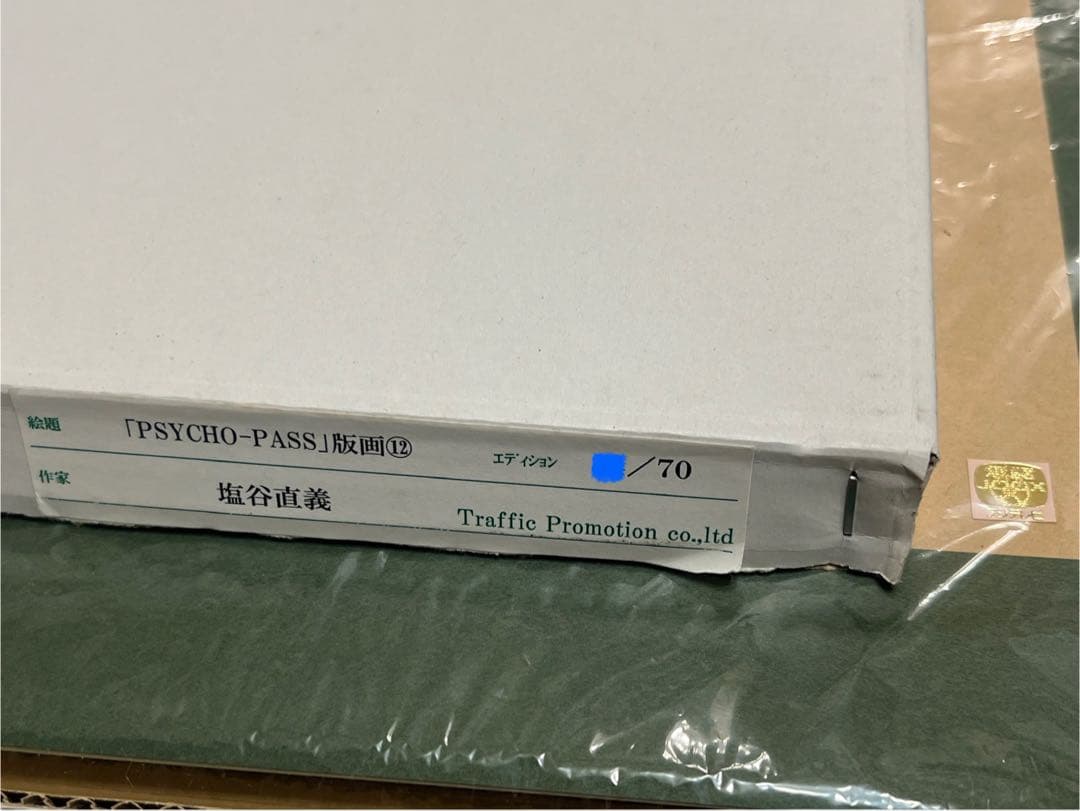 絵題 「PSYCHO-PASS」版画⑫ エディション /70
作家 塩谷直義
Traffic Promotion co.,ltd